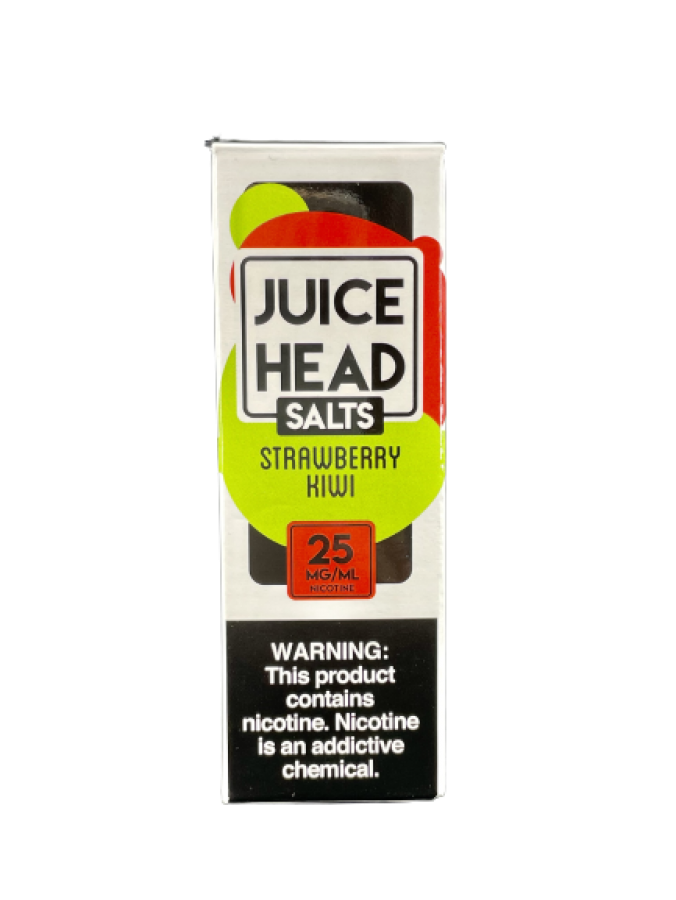 JUICE
HEAD
SALTS
STRAWBERRY
KIWI
25
MG/ML
NICOTINE
WARNING:
This product
contains
nicotine. Nicotine
is an addictive
chemical.